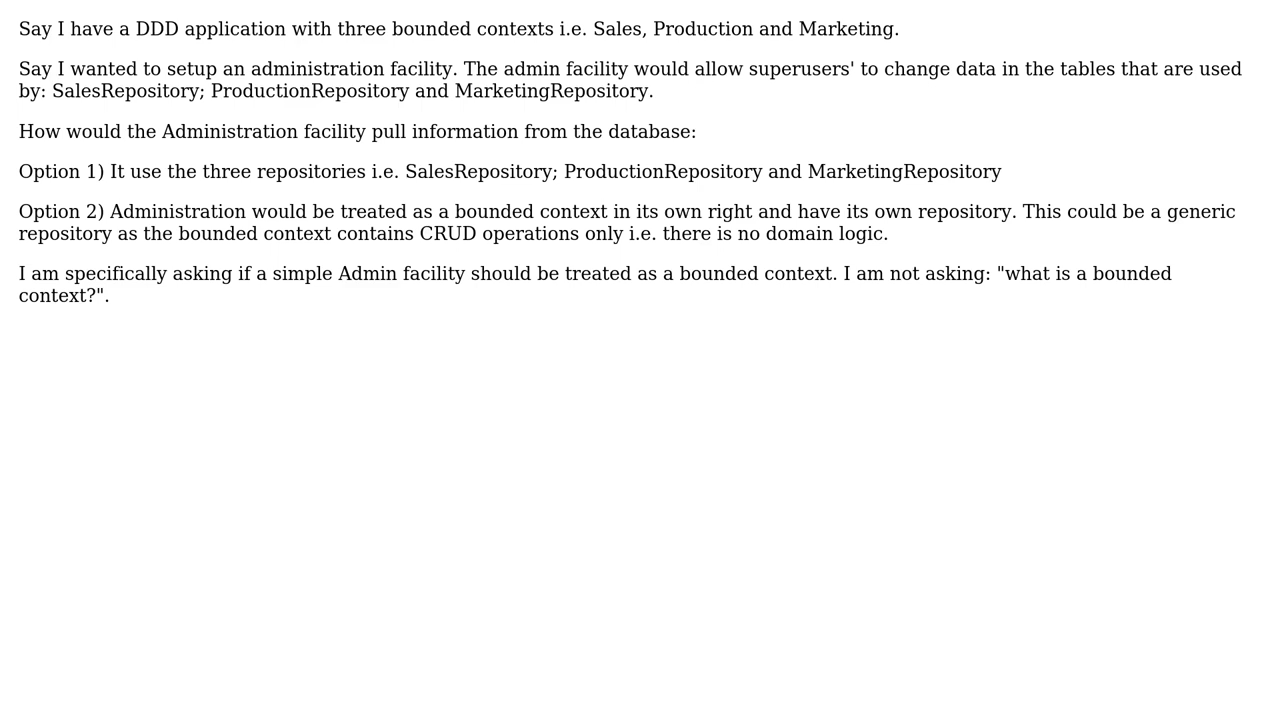 Say I have a DDD application with three bounded contexts i.e. Sales, Production and Marketing.
Say I wanted to setup an administration facility. The admin facility would allow superusers' to change data in the tables that are used
by: SalesRepository; ProductionRepository and MarketingRepository.
How would the Administration facility pull information from the database:
Option 1) It use the three repositories i.e. SalesRepository; ProductionRepository and MarketingRepository
Option 2) Administration would be treated as a bounded context in its own right and have its own repository. This could be a generic
repository as the bounded context contains CRUD operations only i.e. there is no domain logic.
I am specifically asking if a simple Admin facility should be treated as a bounded context. I am not asking: "what is a bounded
context?".